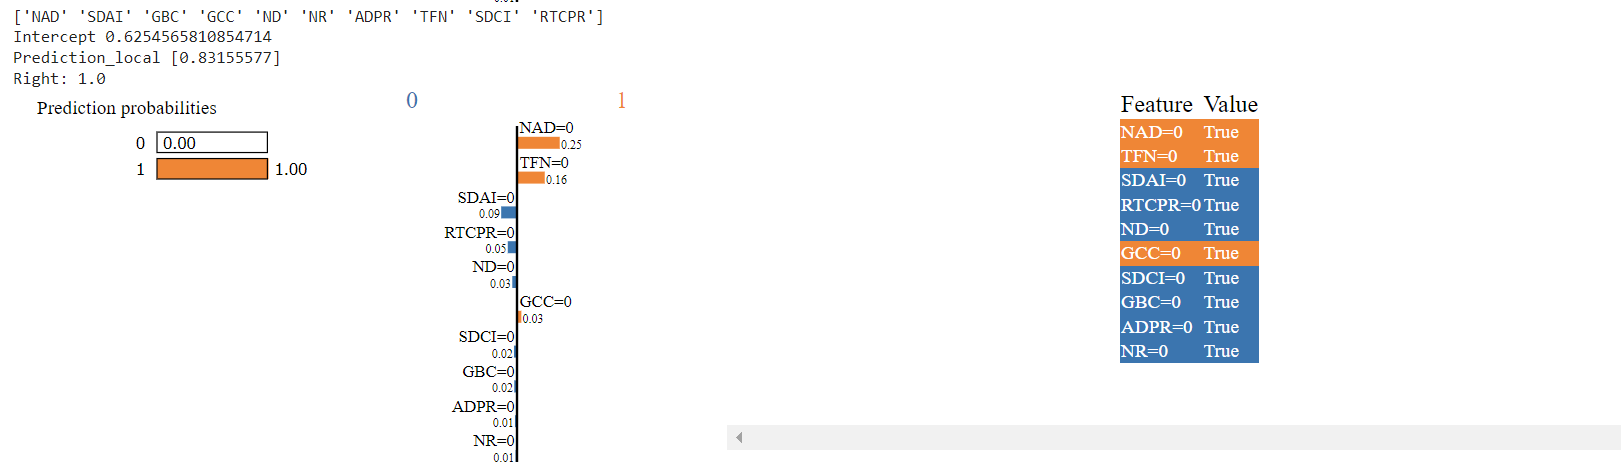 ['NAD' 'SDAI' 'GBC' 'GCC' 'ND' 'NR' 'ADPR' 'TFN' 'SDCI' 'RTCPR']
Intercept 0.6254565810854714
Prediction_local [0.83155577]
Right: 1.0
Prediction probabilities
0 0.00
1 1.00
0 1
NAD=0
0.25
TFN=0
0.16
SDAI=0
0.09
RTCPR=0
0.05
ND=0
0.03
GCC=0
0.03
SDCI=0
0.02
GBC=0
0.02
ADPR=0
0.01
NR=0
0.01
Feature Value
NAD=0 True
TFN=0 True
SDAI=0 True
RTCPR=0 True
ND=0 True
GCC=0 True
SDCI=0 True
GBC=0 True
ADPR=0 True
NR=0 True